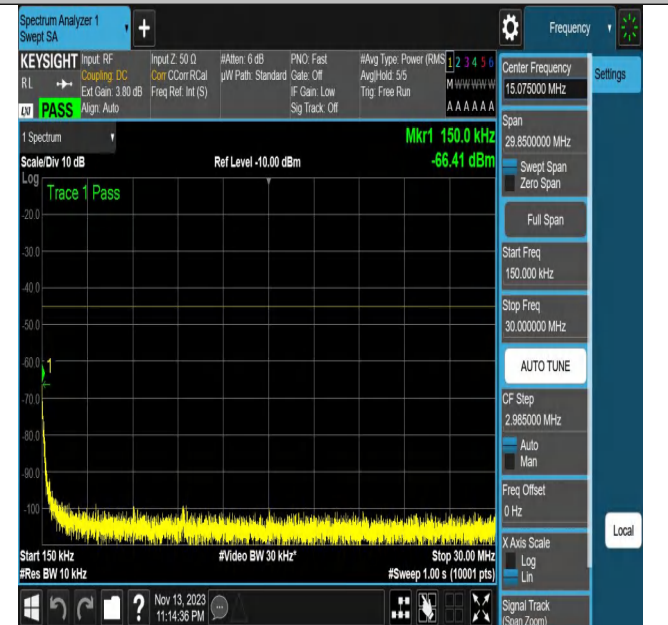 Spectrum Analyzer 1
Swept SA
+
Frequency
KEYSIGHT
RL
LXI
PASS
Input: RF
Coupling: DC
Ext Gain: 3.80 dB
Align: Auto
Input Z: 50 Ω
Corr CCorr RCal
Freq Ref: Int (S)
#Atten: 6 dB
µW Path: Standard
PNO: Fast
Gate: Off
IF Gain: Low
Sig Track: Off
#Avg Type: Power (RMS
Avg|Hold: 5/5
Trig: Free Run
1 2 3 4 5 6
M W W W W W
A A A A A A
1 Spectrum
Scale/Div 10 dB
Ref Level -10.00 dBm
Mkr1 150.0 kHz
-66.41 dBm
Log
Trace 1 Pass
-20.0
-30.0
-40.0
-50.0
-60.0
1
-70.0
-80.0
-90.0
-100
Start 150 kHz
#Video BW 30 kHz*
Stop 30.00 MHz
#Res BW 10 kHz
#Sweep 1.00 s (10001 pts)
?
Nov 13, 2023
11:14:36 PM
Center Frequency
15.075000 MHz
Settings
Span
29.8500000 MHz
Swept Span
Zero Span
Full Span
Start Freq
150.000 kHz
Stop Freq
30.000000 MHz
AUTO TUNE
CF Step
2.985000 MHz
Auto
Man
Freq Offset
0 Hz
X Axis Scale
Log
Lin
Local
Signal Track
(Span Zoom)